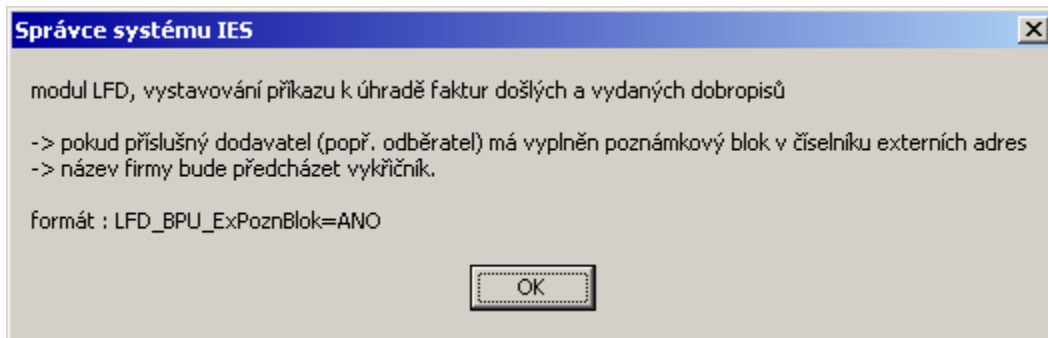 Správce systému IES
modul LFD, vystavování příkazu k úhradě faktur došlých a vydaných dobropisů
-> pokud příslušný dodavatel (popř. odběratel) má vyplněn poznámkový blok v číselníku externích adres
-> název firmy bude předcházet vykřičník.
formát : LFD_BPU_ExPoznBlok=ANO
OK